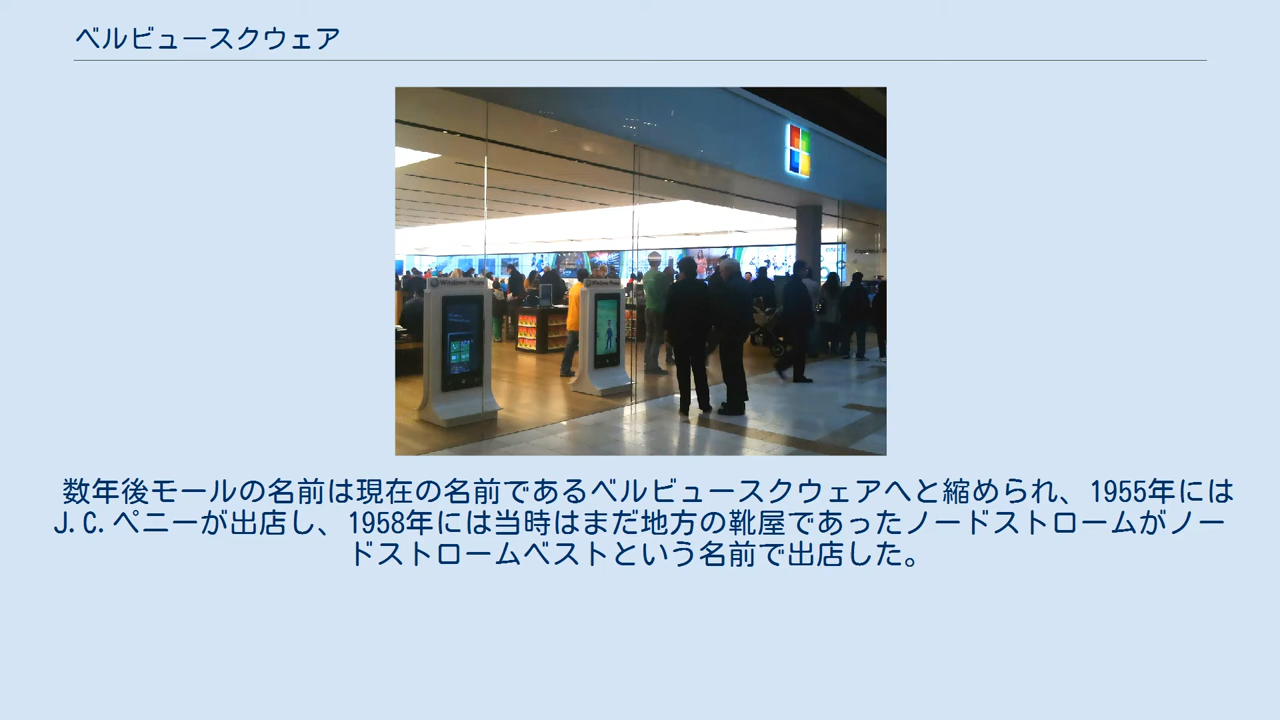 ベルビュースクウェア
Windows Phone
Windows Phone
数年後モールの名前は現在の名前であるベルビュースクウェアへと縮められ、1955年には
J.C.ペニーが出店し、1958年には当時はまだ地方の靴屋であったノードストロームがノー
ドストロームベストという名前で出店した。